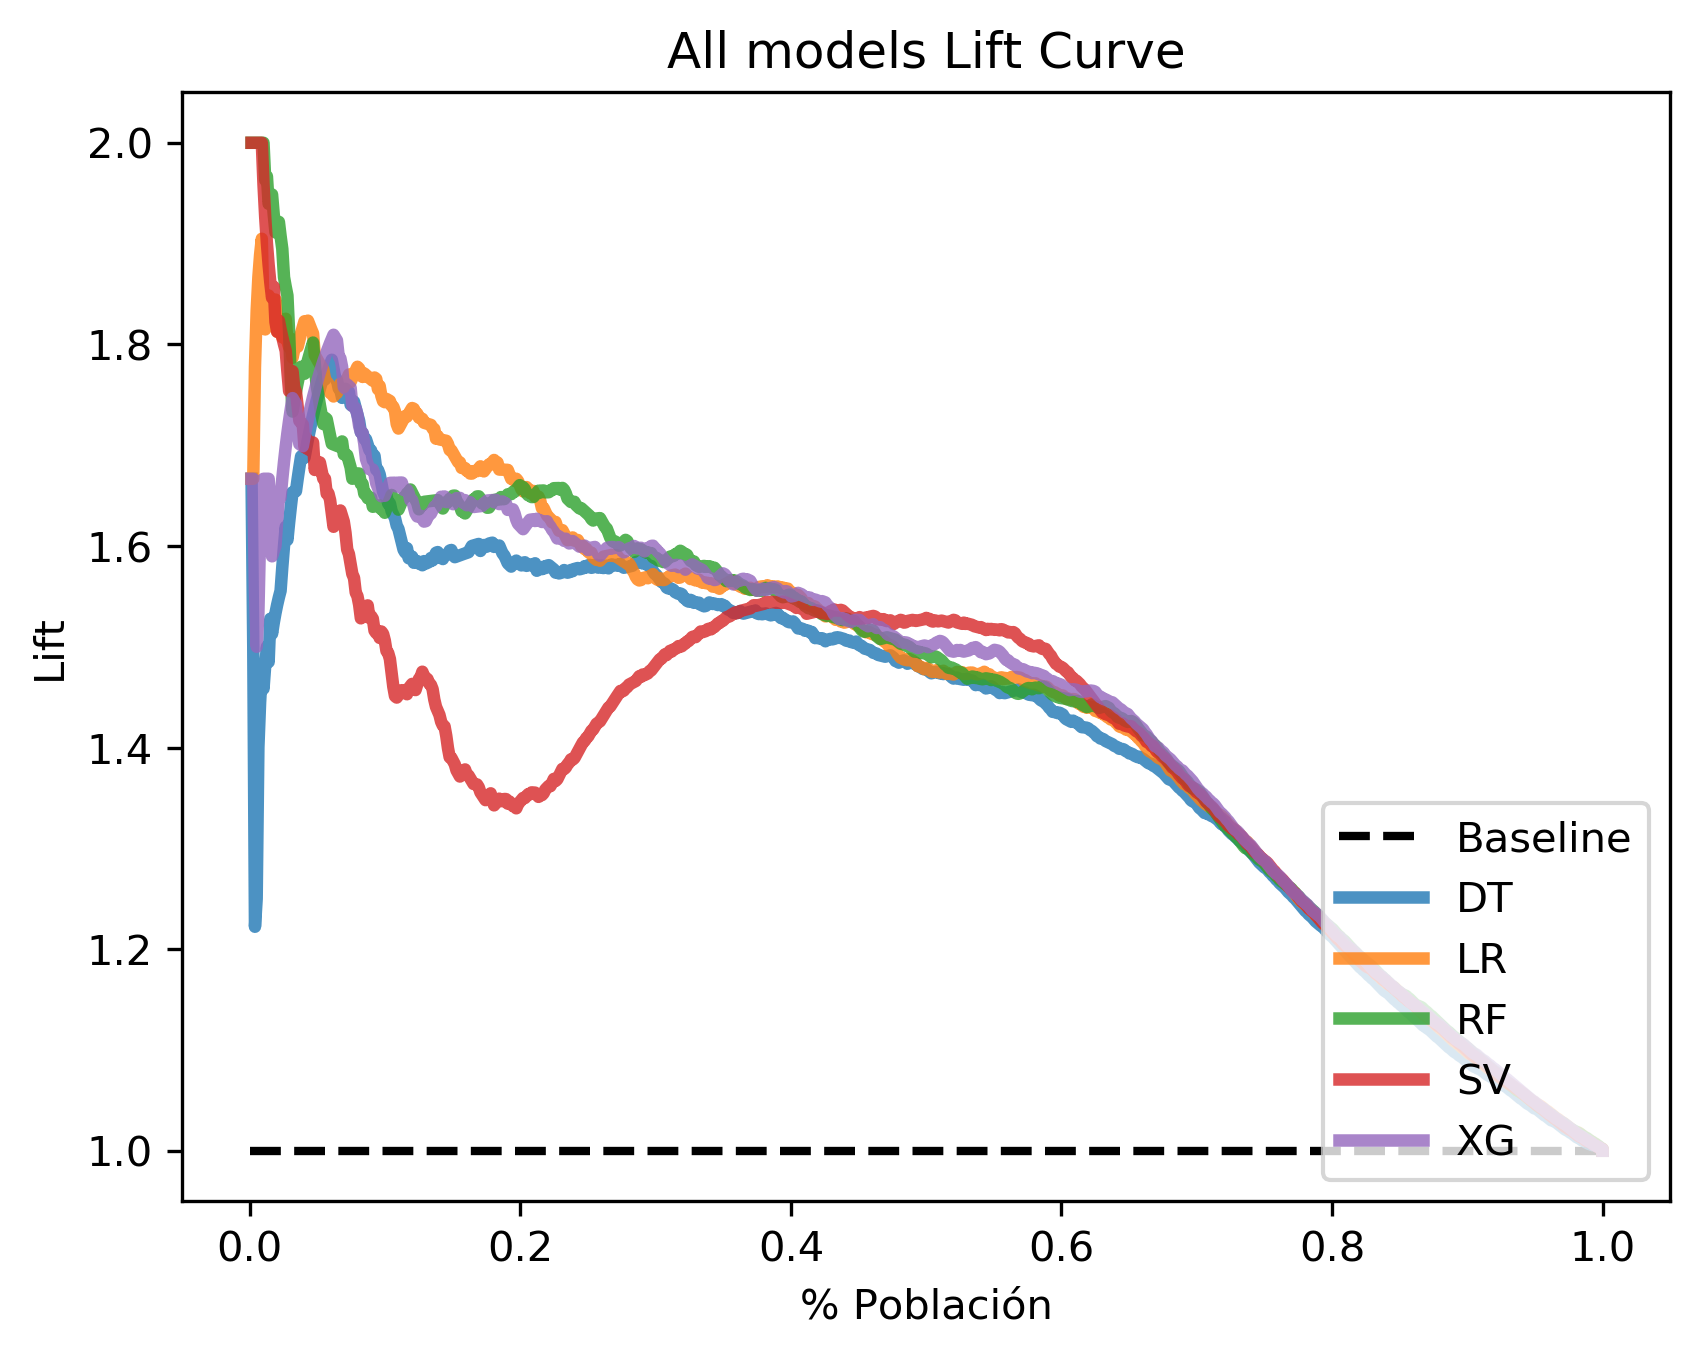 All models Lift Curve
Lift
2.0
1.8
1.6
1.4
1.2
1.0
0.0 0.2 0.4 0.6 0.8 1.0
% Población
Baseline
DT
LR
RF
SV
XG